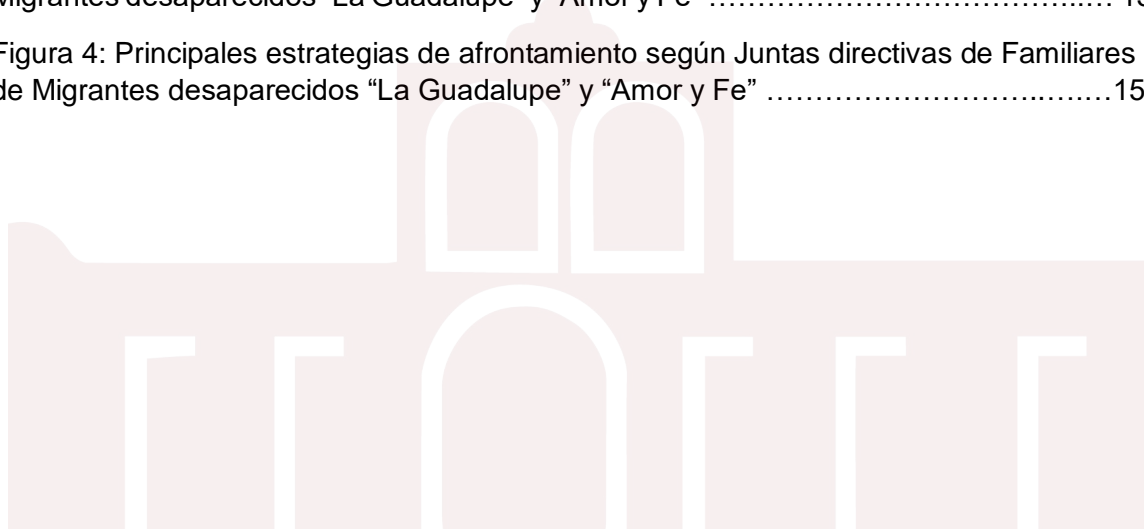 Migrantes desaparecidos “La Guadalupe” y “Amor y Fe” …………………………………...…
Figura 4: Principales estrategias de afrontamiento según Juntas directivas de Familiares
de Migrantes desaparecidos “La Guadalupe” y “Amor y Fe” ………………………..…..…15